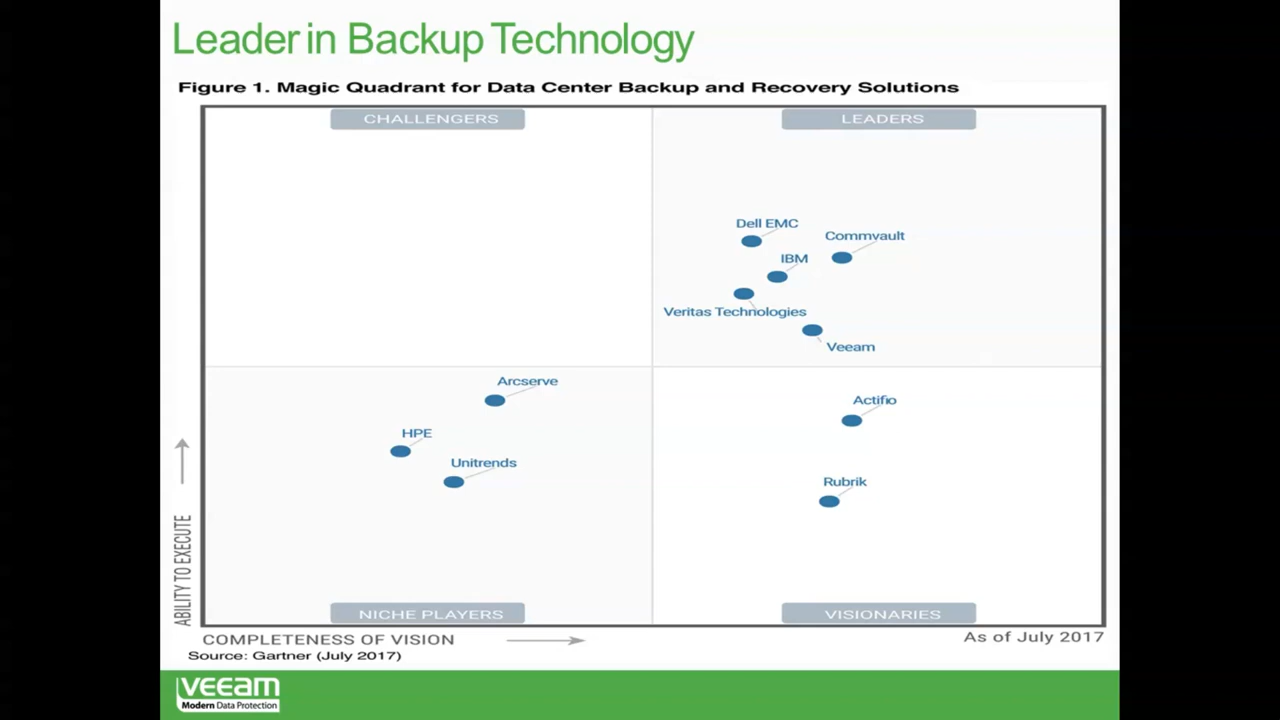 Leader in Backup Technology
Figure 1. Magic Quadrant for Data Center Backup and Recovery Solutions
CHALLENGERS
LEADERS
Dell EMC
Commvault
IBM
Veritas Technologies
Veeam
Arcserve
Actifio
HPE
Unitrends
Rubrik
ABILITY TO EXECUTE
NICHE PLAYERS
VISIONARIES
COMPLETENESS OF VISION
As of July 2017
Source: Gartner (July 2017)
veeam
Modern Data Protection